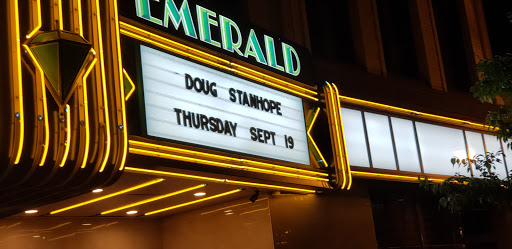 EMERALD
DOUG STANHOPE
THURSDAY SEPT 19